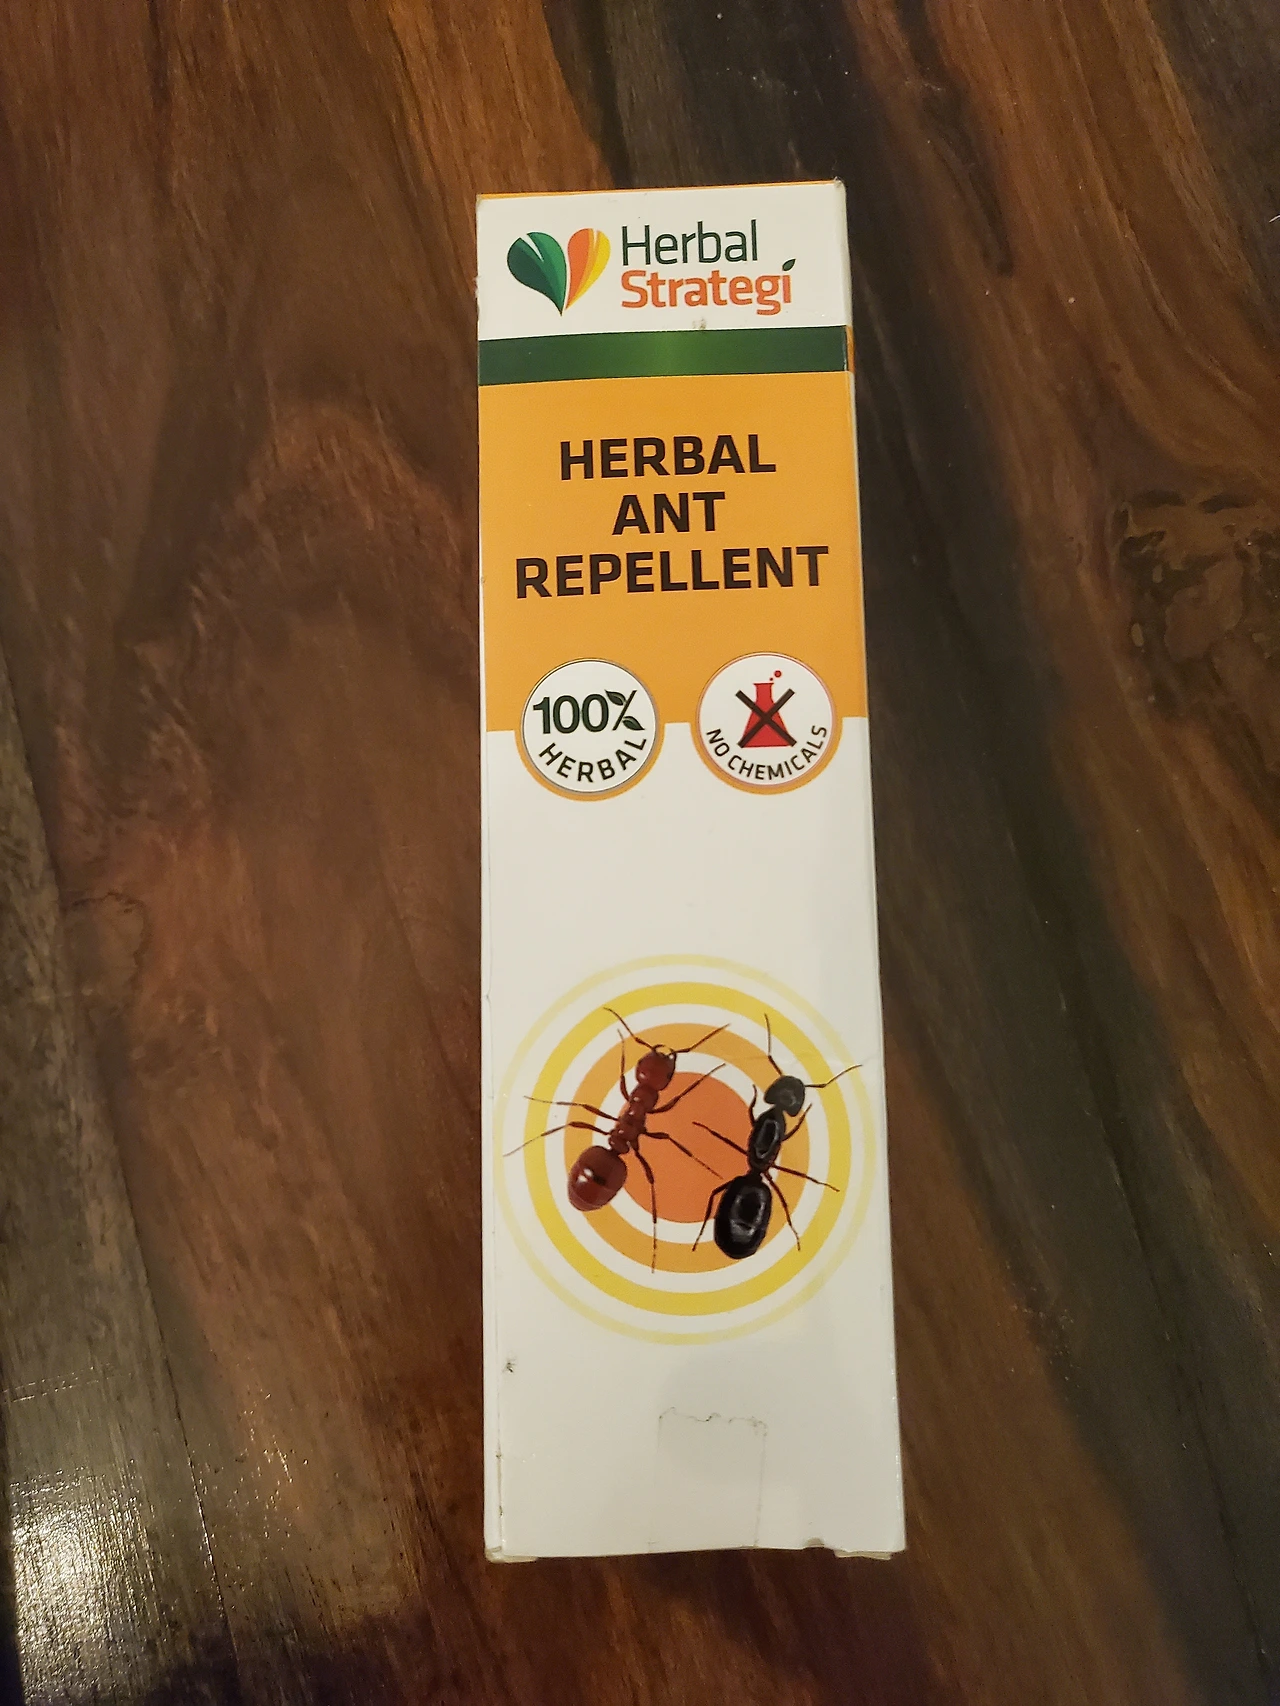 Herbal
Strategi
HERBAL
ANT
REPELLENT
100%
HERBAL
NO CHEMICALS